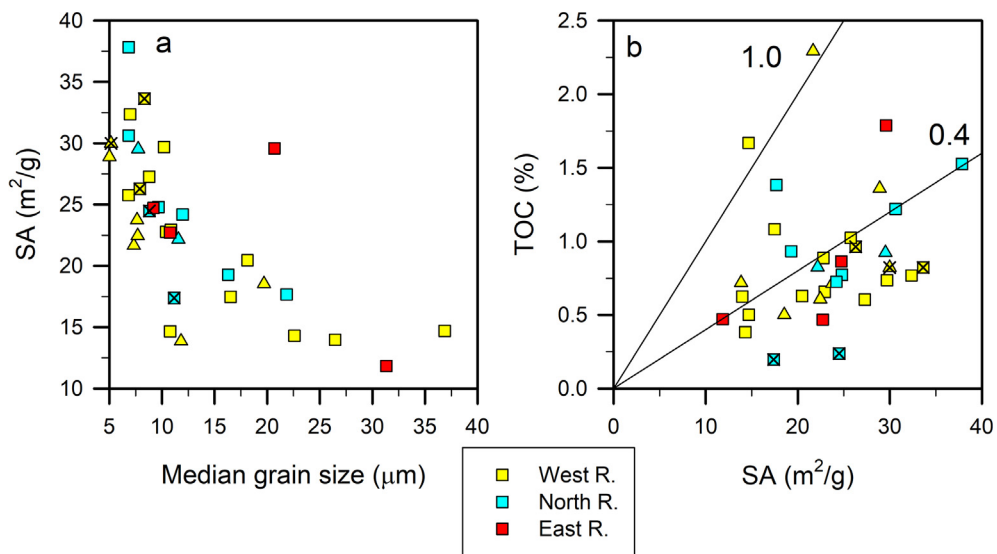 a
SA (m²/g)
40
35
30
25
20
15
10
5 10 15 20 25 30 35 40
Median grain size (μm)
b
1.0
0.4
TOC (%)
2.5
2.0
1.5
1.0
0.5
0.0
0 10 20 30 40
SA (m²/g)
West R.
North R.
East R.